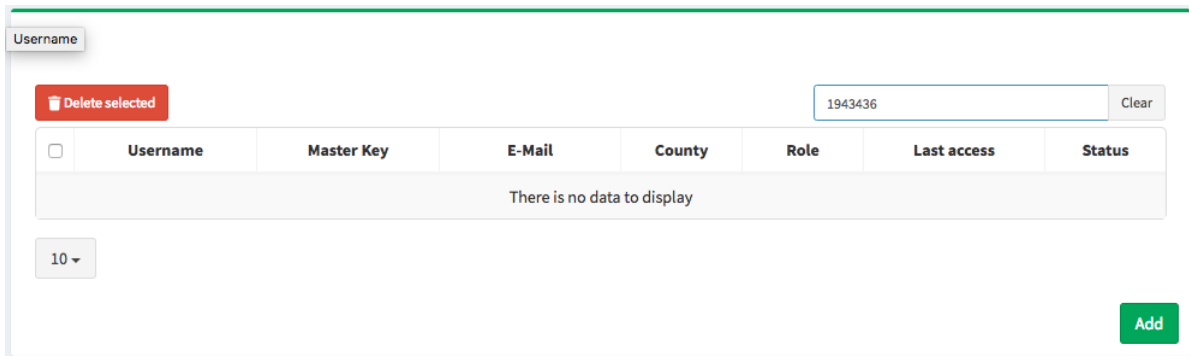 Username
Delete selected 1943436 Clear
Username Master Key E-Mail County Role Last access Status
There is no data to display
10
Add